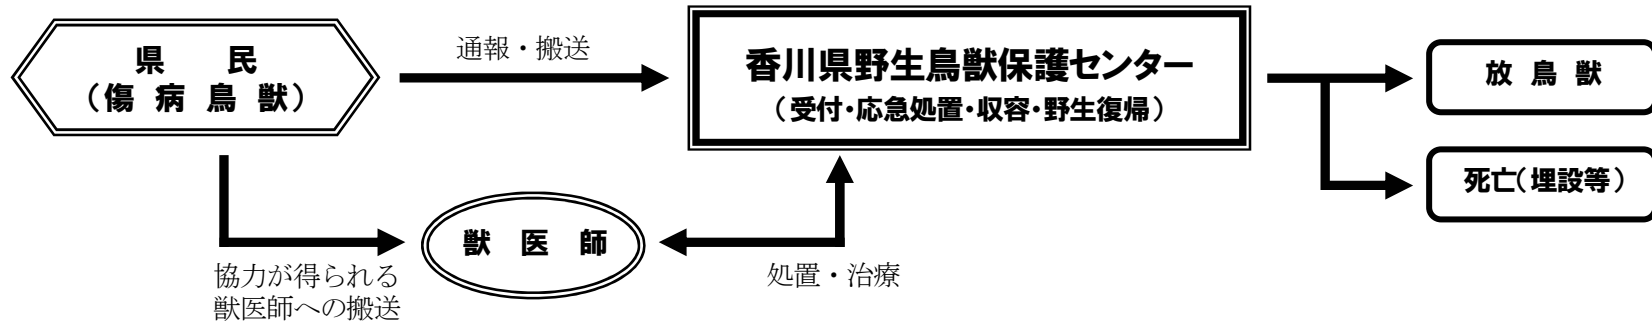 県　民
（傷 病 鳥 獣）
通報・搬送
香川県野生鳥獣保護センター
（受付・応急処置・収容・野生復帰）
放 鳥 獣
死亡（埋設等）
獣 医 師
協力が得られる
獣医師への搬送
処置・治療